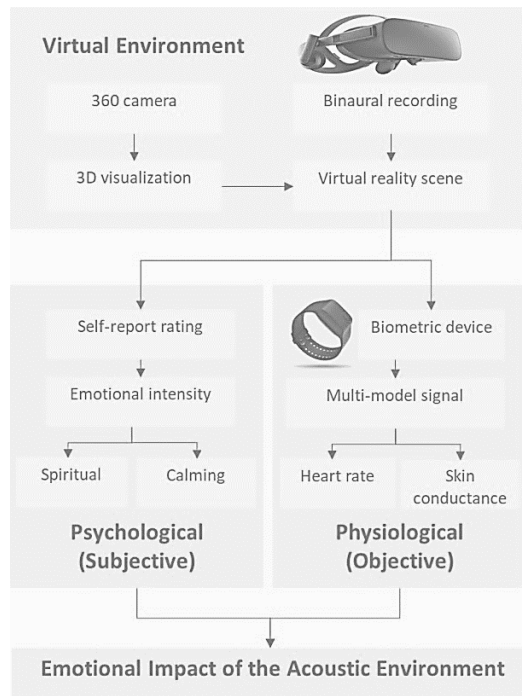 Virtual Environment
360 camera
Binaural recording
3D visualization
Virtual reality scene
Self-report rating
Biometric device
Emotional intensity
Multi-model signal
Spiritual
Calming
Heart rate
Skin
conductance
Psychological
(Subjective)
Physiological
(Objective)
Emotional Impact of the Acoustic Environment